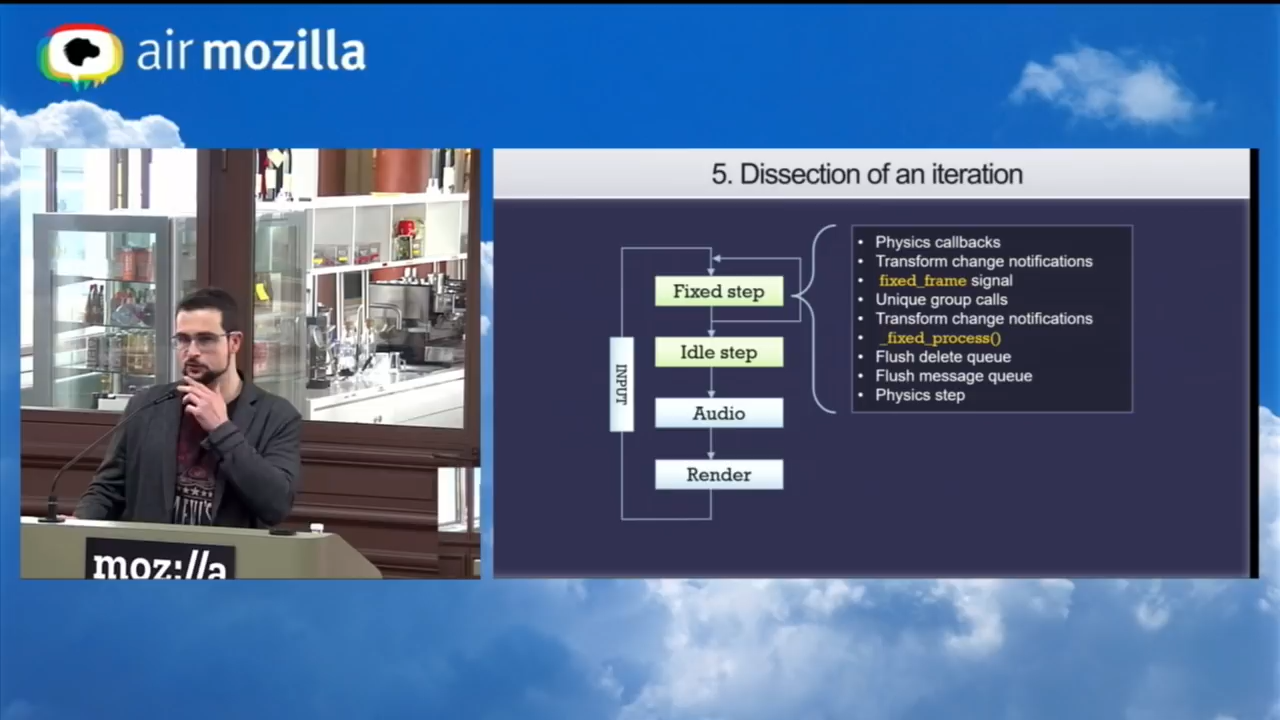 air mozilla
5. Dissection of an iteration
Fixed step
Idle step
Audio
Render
INPUT
• Physics callbacks
• Transform change notifications
• fixed_frame signal
• Unique group calls
• Transform change notifications
• _fixed_process()
• Flush delete queue
• Flush message queue
• Physics step
moz://a